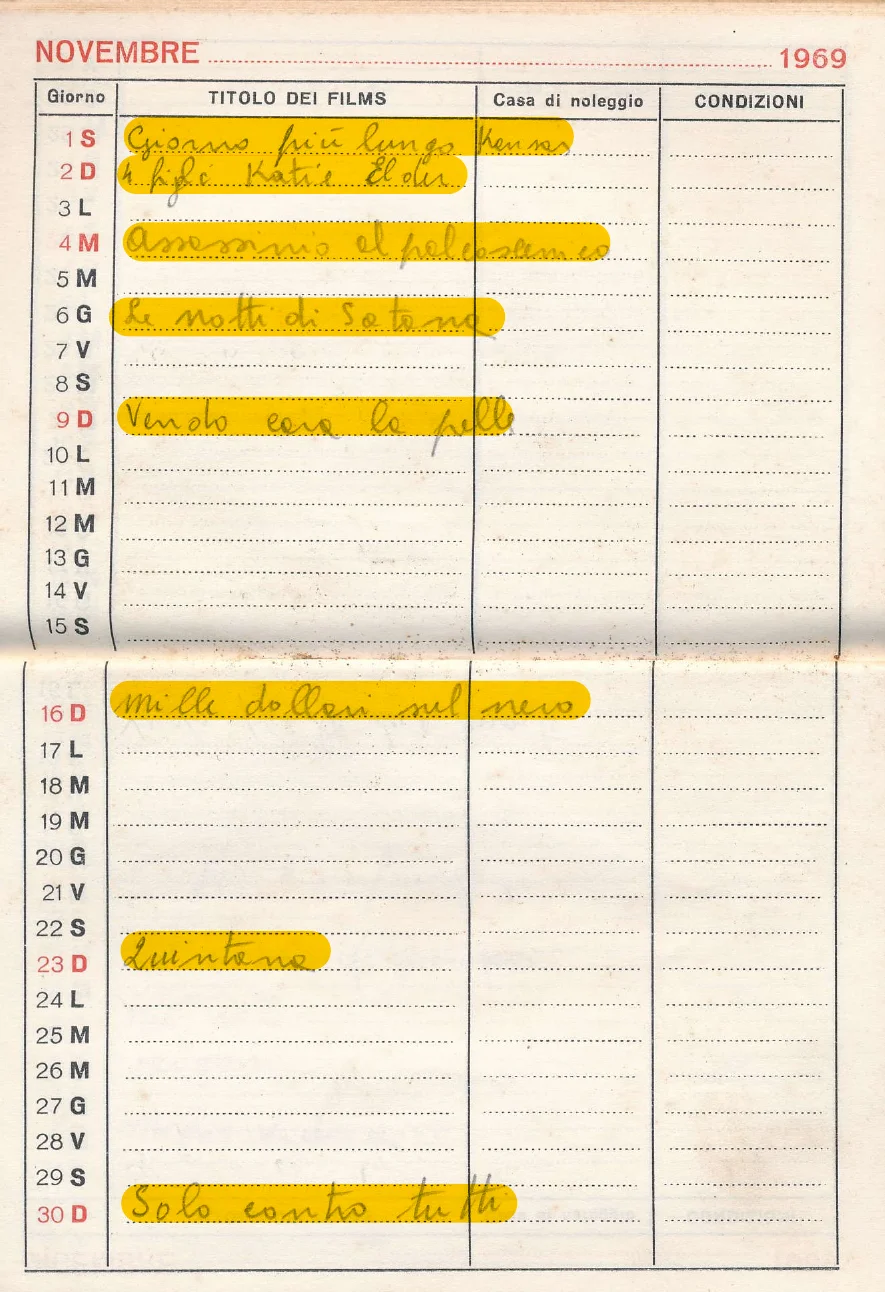 NOVEMBRE 1969
Giorno TITOLO DEI FILMS Casa di noleggio CONDIZIONI
1 S Giorno più lungo Kansas
2 D 4 figli Katie Elder
3 L
4 M Assassinio al palcoscenico
5 M
6 G Le notti di Satana
7 V
8 S
9 D Vendo cara la pelle
10 L
11 M
12 M
13 G
14 V
15 S
16 D Mille dollari sul nero
17 L
18 M
19 M
20 G
21 V
22 S
23 D Quintana
24 L
25 M
26 M
27 G
28 V
29 S
30 D Solo contro tutti